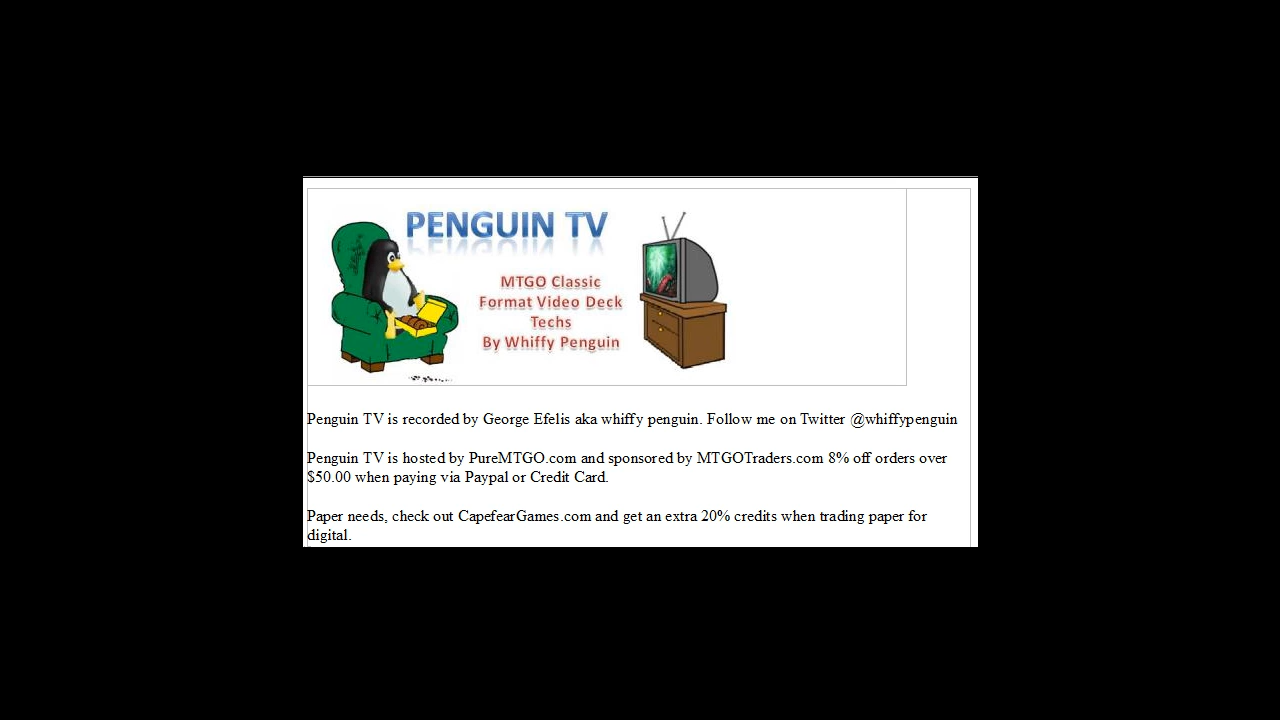 PENGUIN TV
MTGO Classic
Format Video Deck
Techs
By Whiffy Penguin
Penguin TV is recorded by George Efelis aka whiffy penguin. Follow me on Twitter @whiffypenguin
Penguin TV is hosted by PureMTGO.com and sponsored by MTGOTraders.com 8% off orders over
$50.00 when paying via Paypal or Credit Card.
Paper needs, check out CapefearGames.com and get an extra 20% credits when trading paper for
digital.